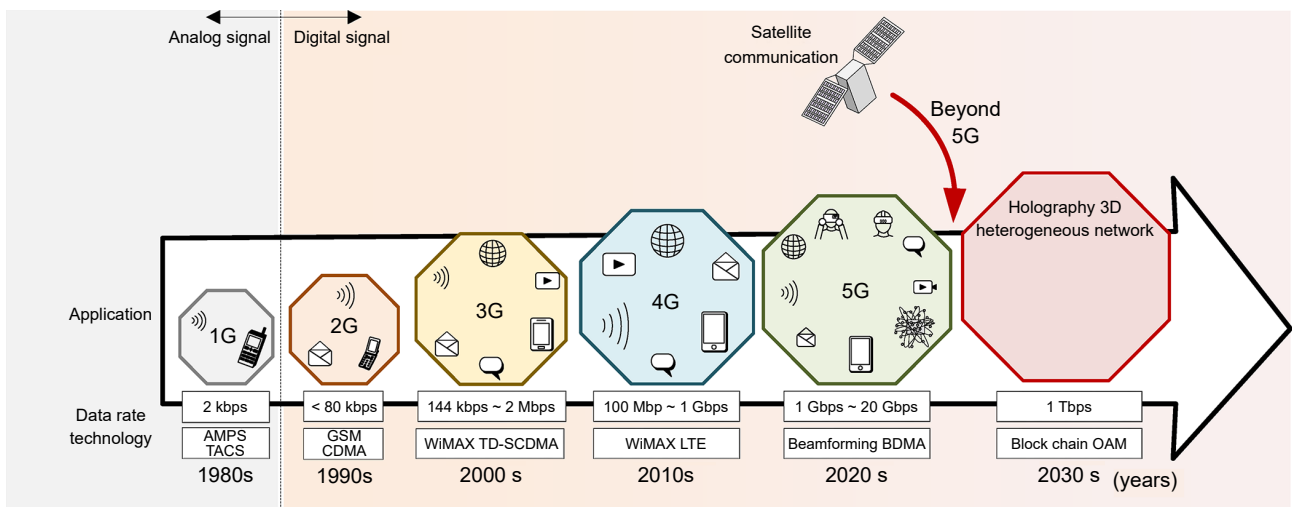 Analog signal
Digital signal
Satellite
communication
Beyond
5G
Holography 3D
heterogeneous network
Application
1G
2G
3G
4G
5G
Data rate
technology
2 kbps
< 80 kbps
144 kbps ~ 2 Mbps
100 Mbp ~ 1 Gbps
1 Gbps ~ 20 Gbps
1 Tbps
AMPS
TACS
GSM
CDMA
WiMAX TD-SCDMA
WiMAX LTE
Beamforming BDMA
Block chain OAM
1980s
1990s
2000 s
2010s
2020 s
2030 s
(years)